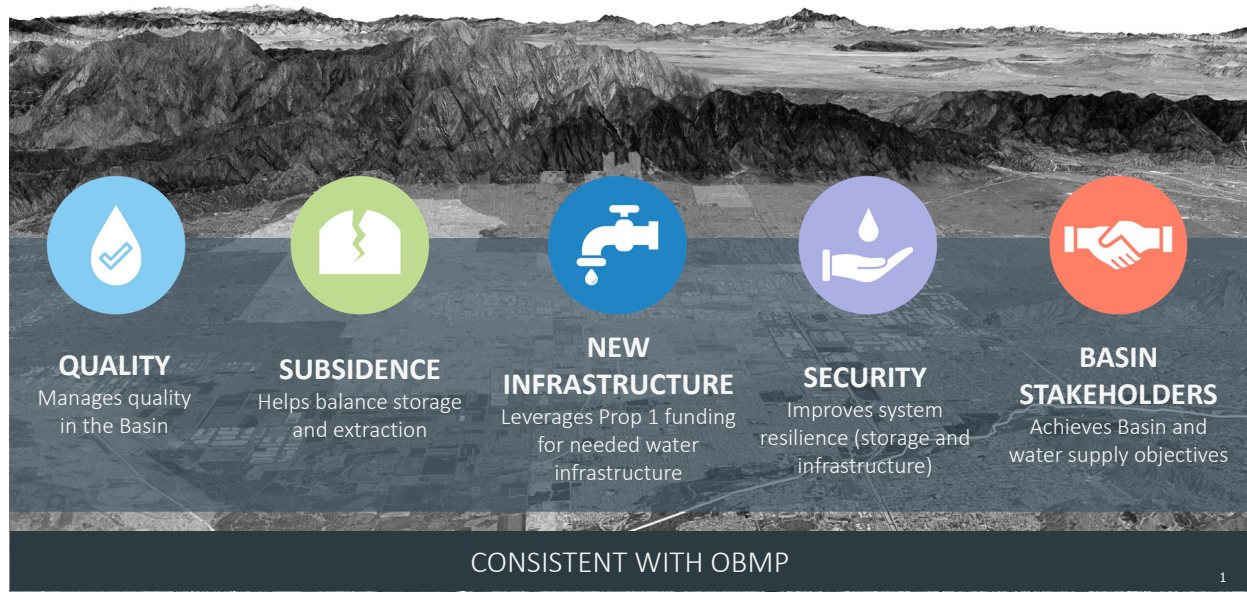 QUALITY
Manages quality
in the Basin
SUBSIDENCE
Helps balance storage
and extraction
NEW
INFRASTRUCTURE
Leverages Prop 1 funding
for needed water
infrastructure
SECURITY
Improves system
resilience (storage and
infrastructure)
BASIN
STAKEHOLDERS
Achieves Basin and
water supply objectives
CONSISTENT WITH OBMP
1